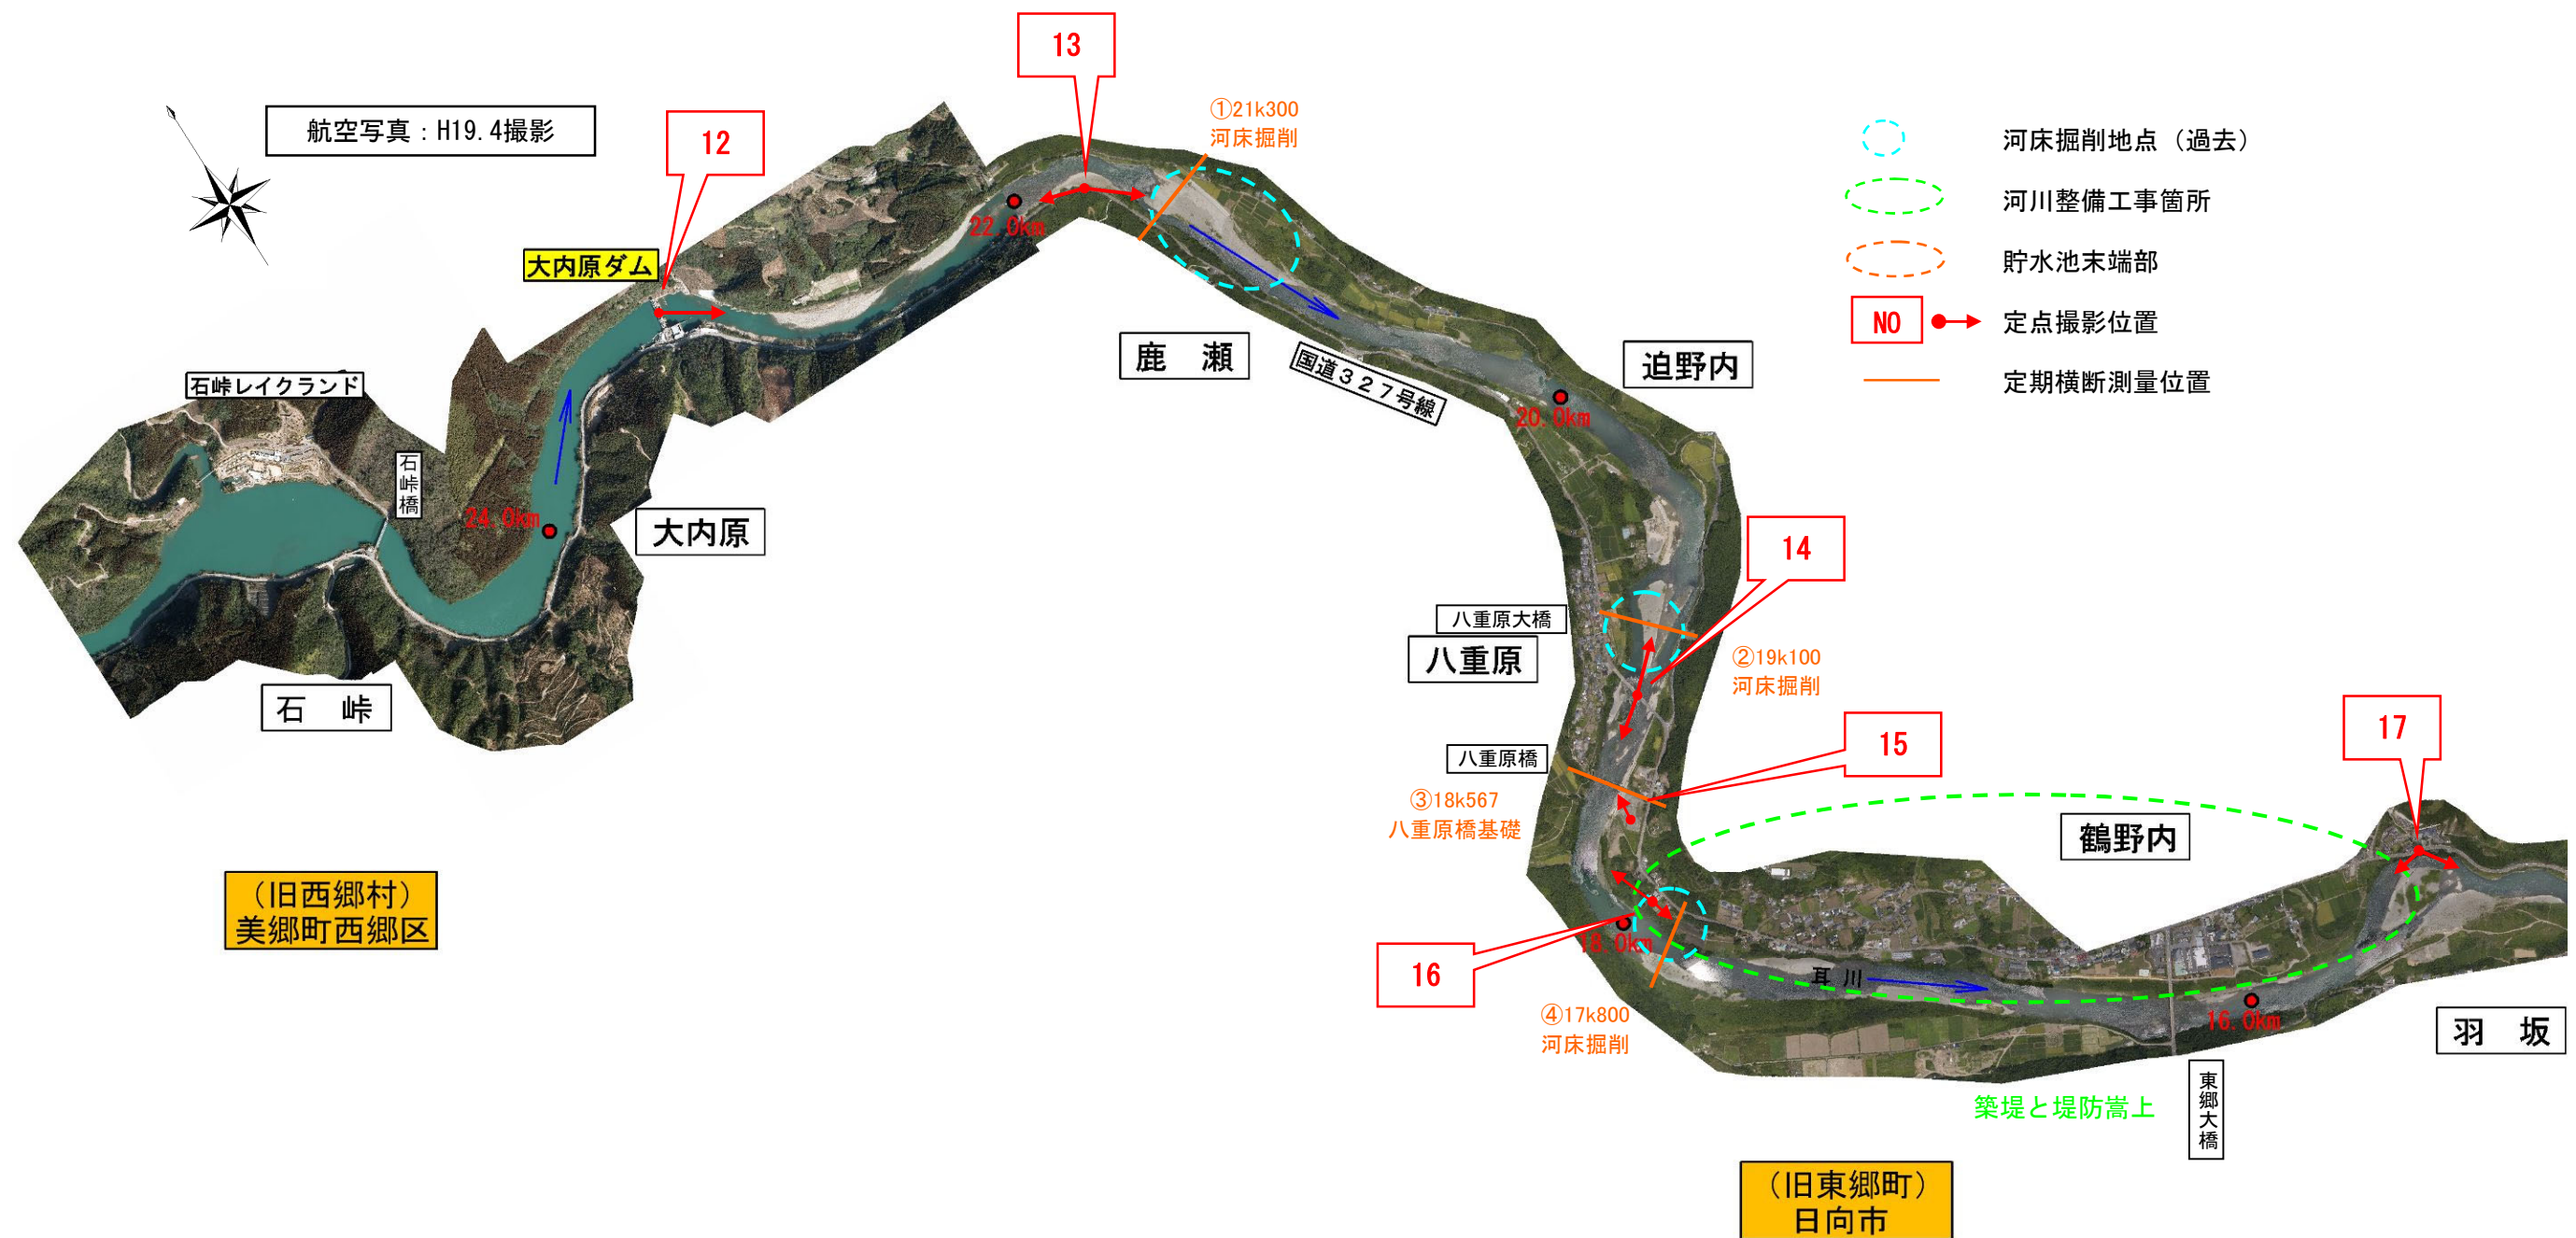 航空写真：H19.4撮影
12
13
①21k300
河床掘削
大内原ダム
22.0km
石峠レイクランド
石峠橋
24.0km
大内原
石　峠
（旧西郷村）
美郷町西郷区
鹿　瀬
国道３２７号線
迫野内
20.0km
14
八重原大橋
八重原
②19k100
河床掘削
15
八重原橋
③18k567
八重原橋基礎
16
18.0km
④17k800
河床掘削
耳 川
鶴野内
17
16.0km
羽　坂
東郷大橋
築堤と堤防嵩上
（旧東郷町）
日向市
河床掘削地点（過去）
河川整備工事箇所
貯水池末端部
NO
定点撮影位置
定期横断測量位置